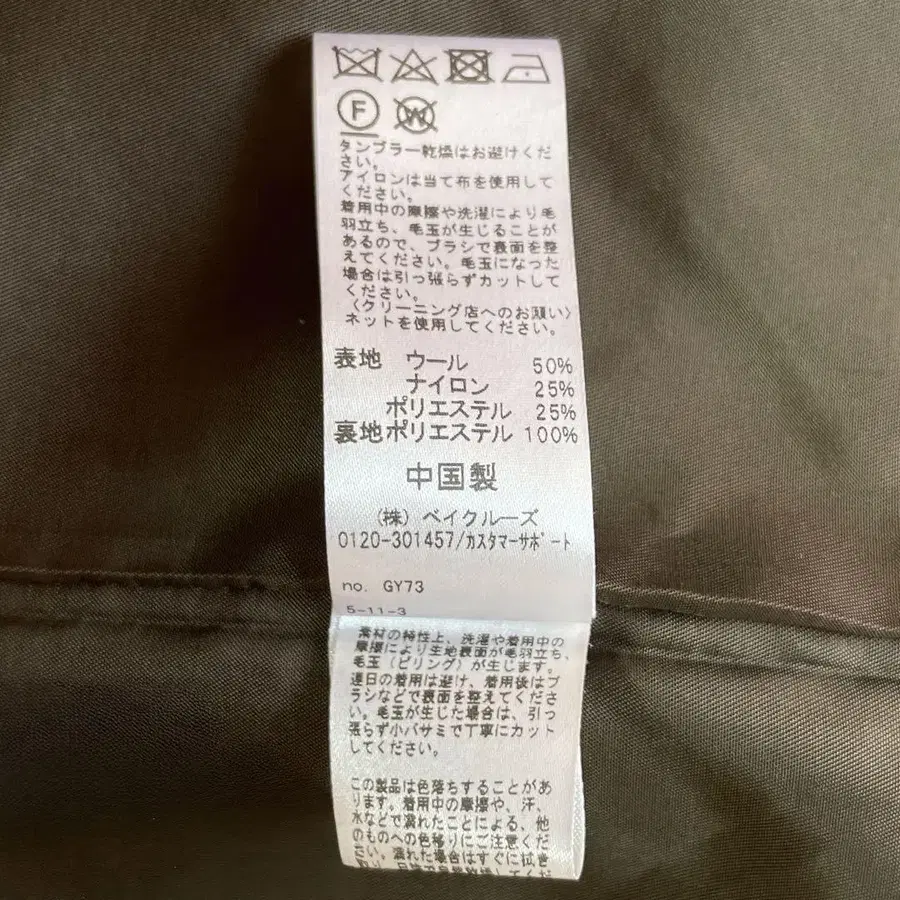 F W
タンブラー乾燥はお避けくだ
さい。
アイロンは当て布を使用して
ください。
着用中の摩擦や洗濯により毛
羽立ち、毛玉が生じることが
あるので、ブラシで表面を整
えてください。毛玉になった
場合は引っ張らずカットして
ください。
〈クリーニング店へのお願い〉
ネットを使用してください。
表地 ウール 50%
ナイロン 25%
ポリエステル 25%
裏地 ポリエステル 100%
中国製
(株) ベイクルーズ
0120-301457/カスタマーサポート
no. GY73
5-11-3
素材の特性上、洗濯や着用中の
摩擦により生地表面が毛羽立ち、
毛玉(ピリング)が生じます。
連日の着用は避け、着用後はブ
ラシなどで表面を整えてくださ
い。毛玉が生じた場合は、引っ
張らず小バサミで丁寧にカット
してください。
この製品は色落ちすることがあ
ります。着用中の摩擦や、汗、
水などで濡れたことによる、他
のものへの色移りにご注意くだ
さい。濡れた場合はすぐに拭き